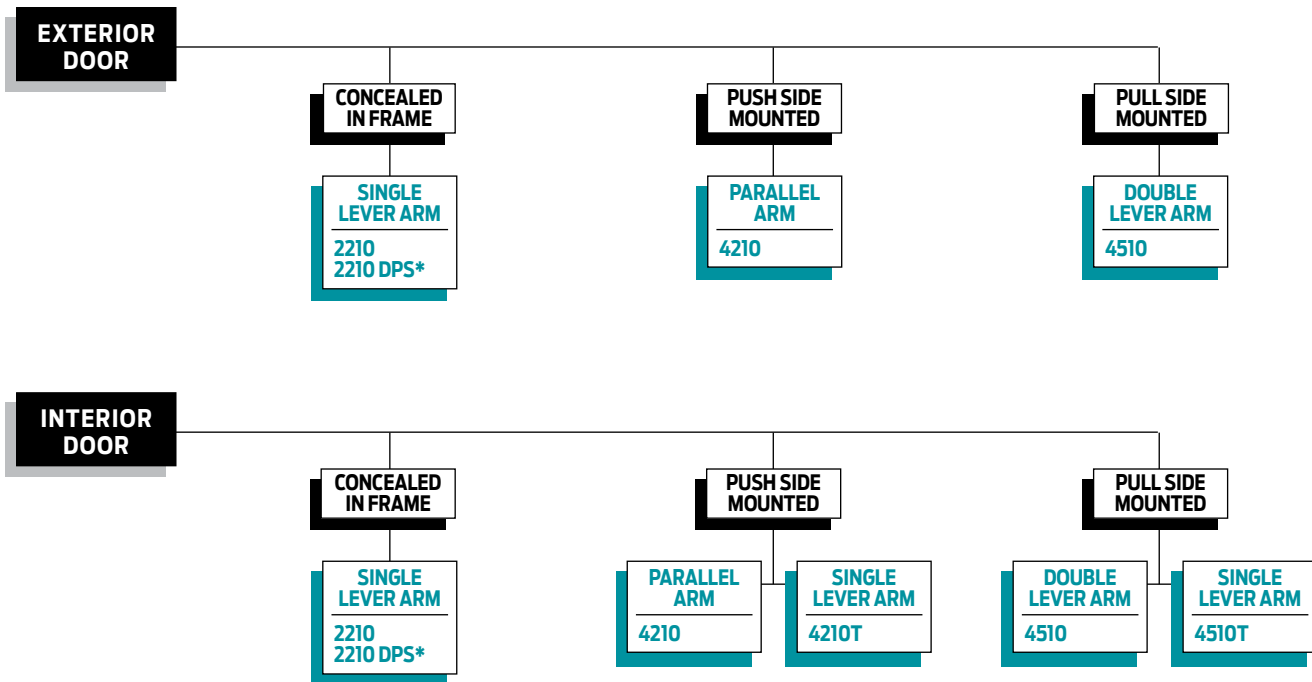 EXTERIOR
DOOR
CONCEALED
IN FRAME
PUSH SIDE
MOUNTED
PULL SIDE
MOUNTED
SINGLE
LEVER ARM
2210
2210 DPS*
PARALLEL
ARM
4210
DOUBLE
LEVER ARM
4510
INTERIOR
DOOR
CONCEALED
IN FRAME
PUSH SIDE
MOUNTED
PULL SIDE
MOUNTED
SINGLE
LEVER ARM
2210
2210 DPS*
PARALLEL
ARM
4210
SINGLE
LEVER ARM
4210T
DOUBLE
LEVER ARM
4510
SINGLE
LEVER ARM
4510T